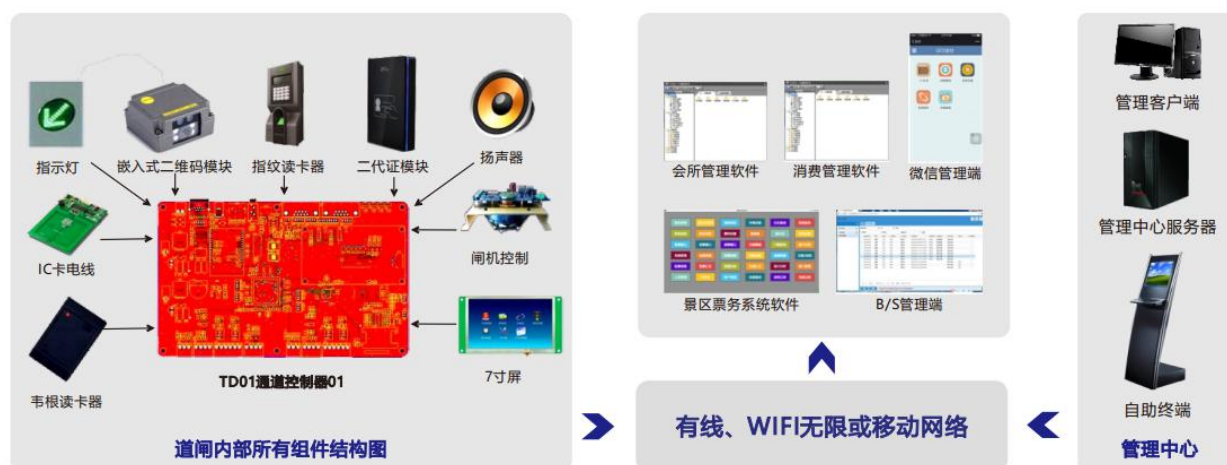 指示灯
嵌入式二维码模块
指纹读卡器
二代证模块
扬声器
IC卡电线
闸机控制
韦根读卡器
7寸屏
TD01通道控制器01
道闸内部所有组件结构图
会所管理软件
消费管理软件
微信管理端
景区票务系统软件
B/S管理端
有线、WIFI无限或移动网络
管理客户端
管理中心服务器
自助终端
管理中心